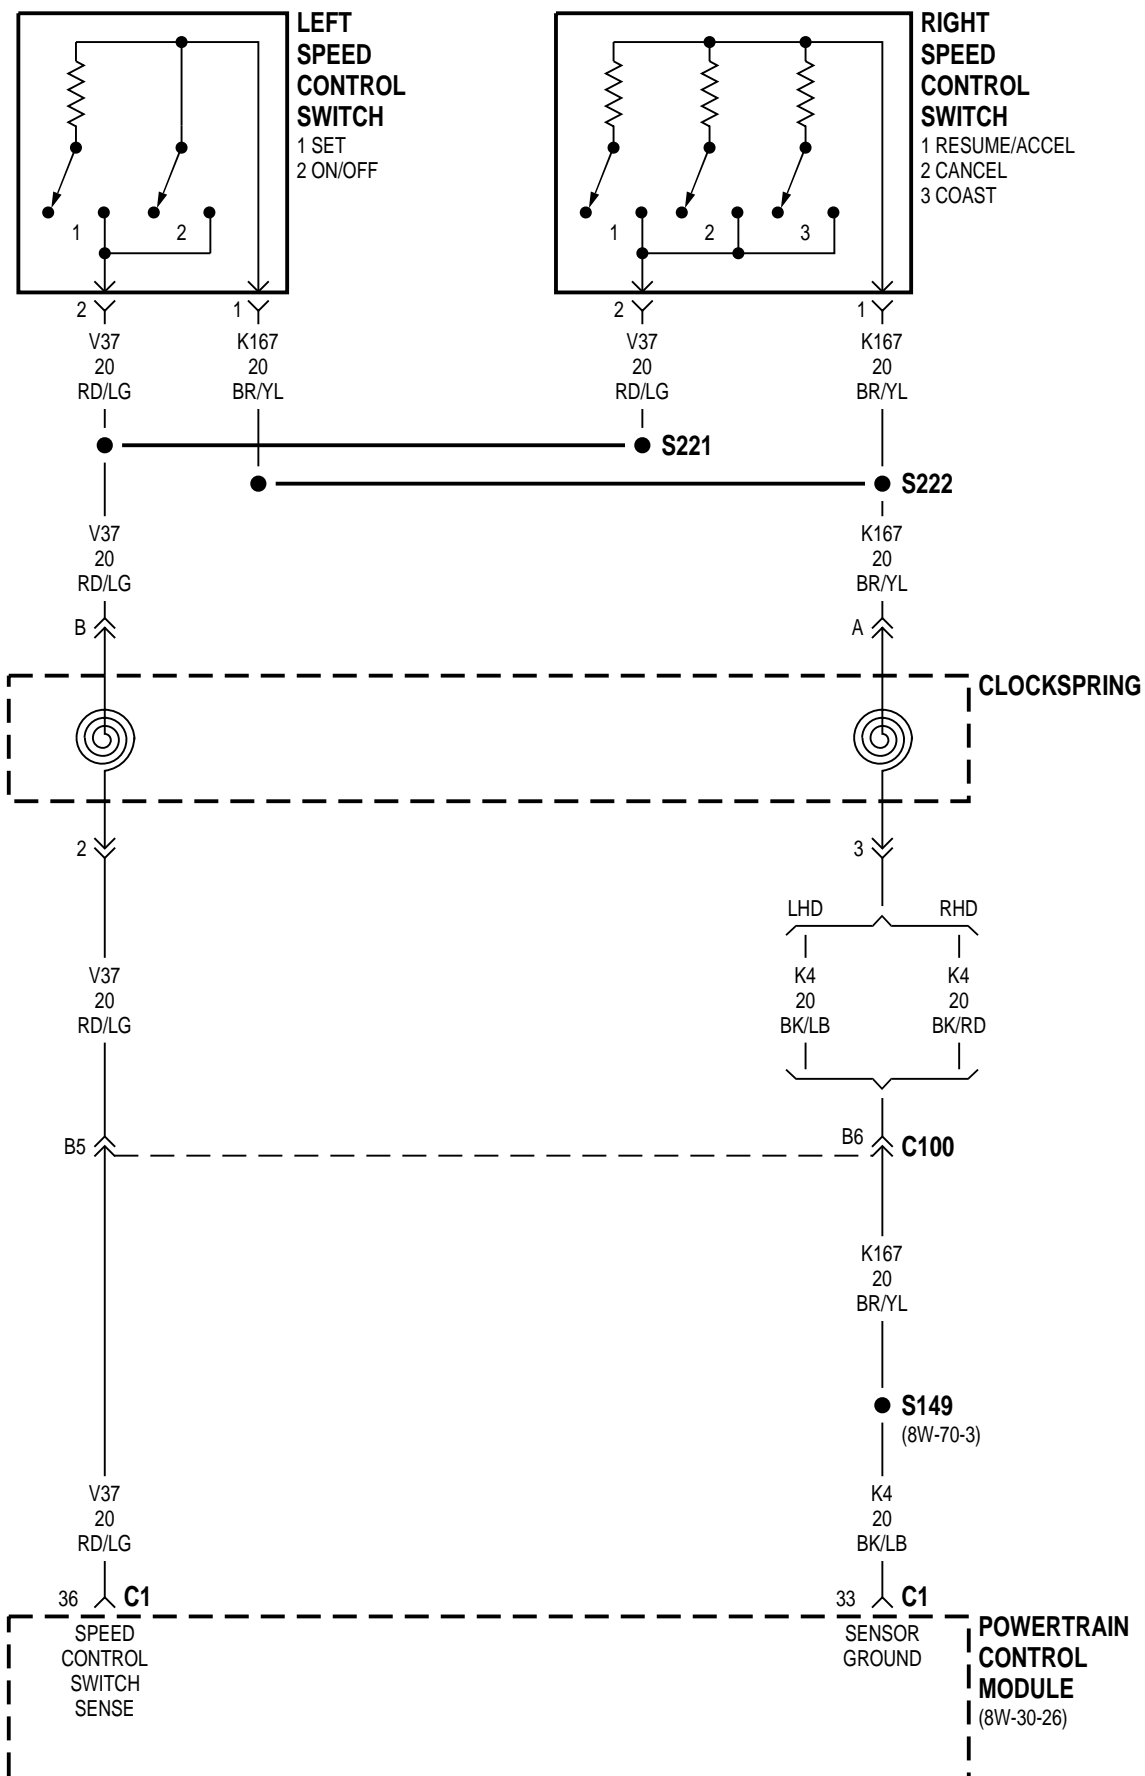 LEFT
SPEED
CONTROL
SWITCH
1 SET
2 ON/OFF
RIGHT
SPEED
CONTROL
SWITCH
1 RESUME/ACCEL
2 CANCEL
3 COAST
1
2
1
2
3
2
1
2
1
V37
20
RD/LG
K167
20
BR/YL
V37
20
RD/LG
K167
20
BR/YL
S221
S222
V37
20
RD/LG
K167
20
BR/YL
B
A
CLOCKSPRING
2
3
LHD
RHD
V37
20
RD/LG
K4
20
BK/LB
K4
20
BK/RD
B5
B6
C100
K167
20
BR/YL
S149
(8W-70-3)
V37
20
RD/LG
K4
20
BK/LB
36
C1
33
C1
SPEED
CONTROL
SWITCH
SENSE
SENSOR
GROUND
POWERTRAIN
CONTROL
MODULE
(8W-30-26)